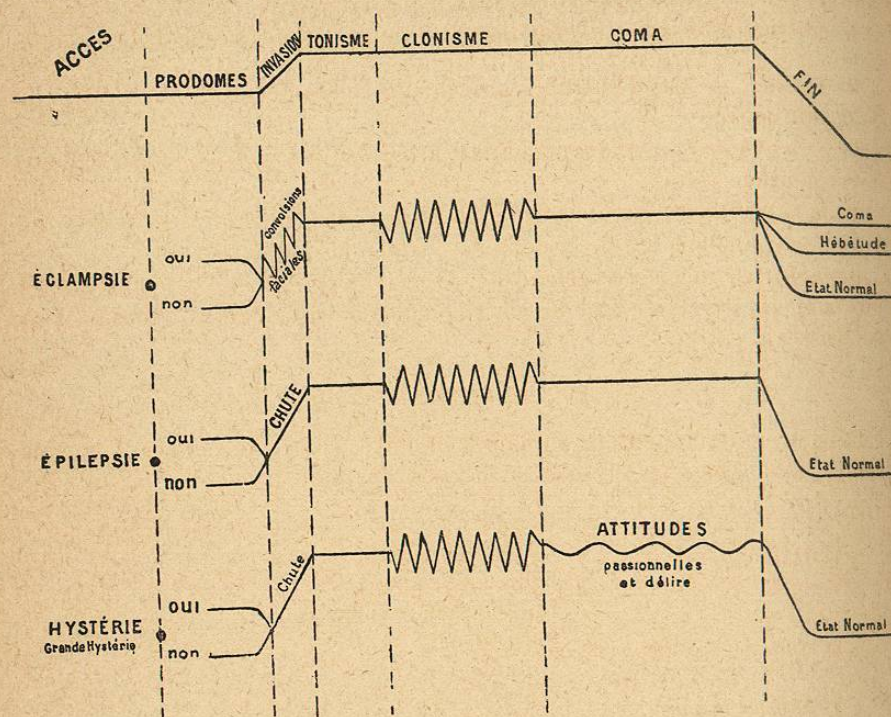 ACCES
PRODOMES
INVASION
TONISME
CLONISME
COMA
FIN
ÉCLAMPSIE
oui
non
convulsions
faciales
Coma
Hébétude
Etat Normal
ÉPILEPSIE
oui
non
CHUTE
Etat Normal
HYSTÉRIE
Grande Hystérie
oui
non
Chute
ATTITUDES
passionnelles
et délire
Etat Normal